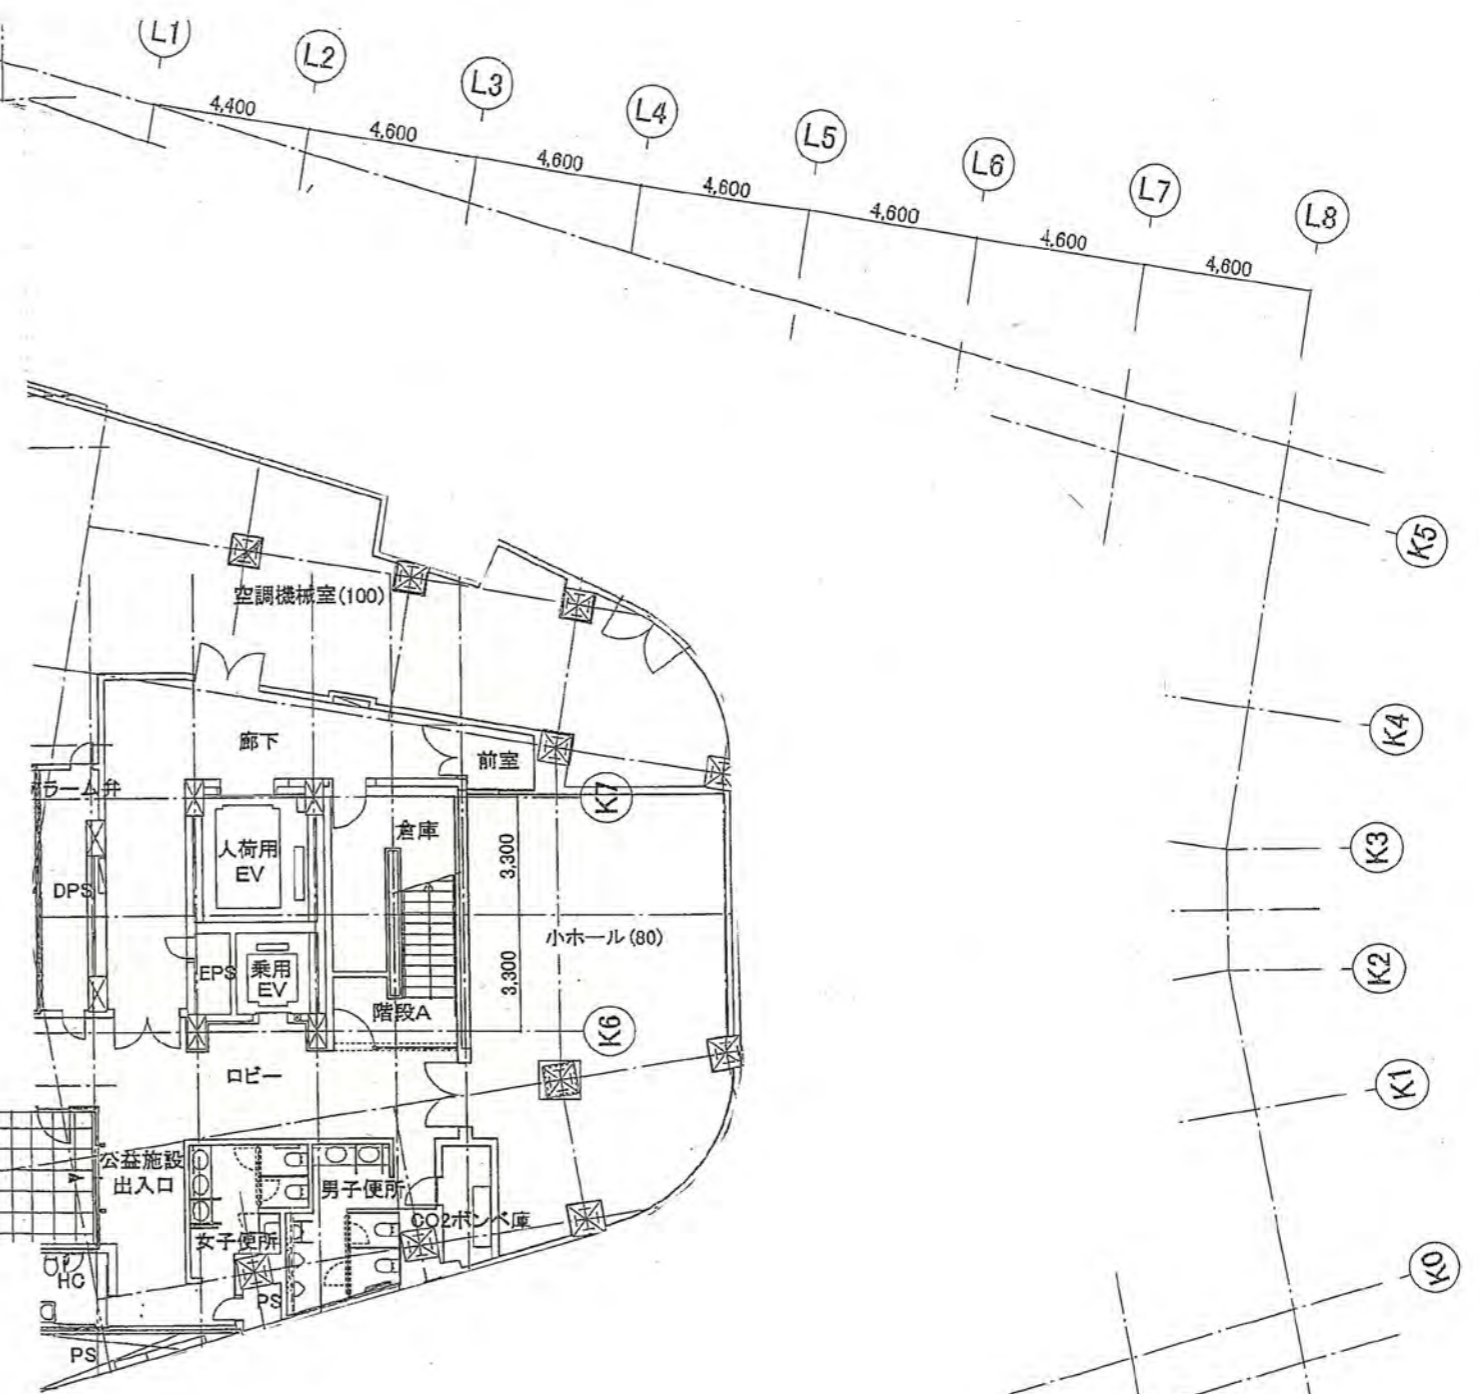 L1
L2
L3
L4
L5
L6
L7
L8
4,400
4,600
4,600
4,600
4,600
4,600
4,600
K5
空調機械室(100)
K4
廊下
前室
ラーム弁
K7
倉庫
人荷用
EV
3,300
K3
DPS
小ホール(80)
EPS
乗用
EV
3,300
K2
階段A
K6
ロビー
K1
公益施設
出入口
男子便所
CO2ボンベ庫
女子便所
HC
PS
K0
PS